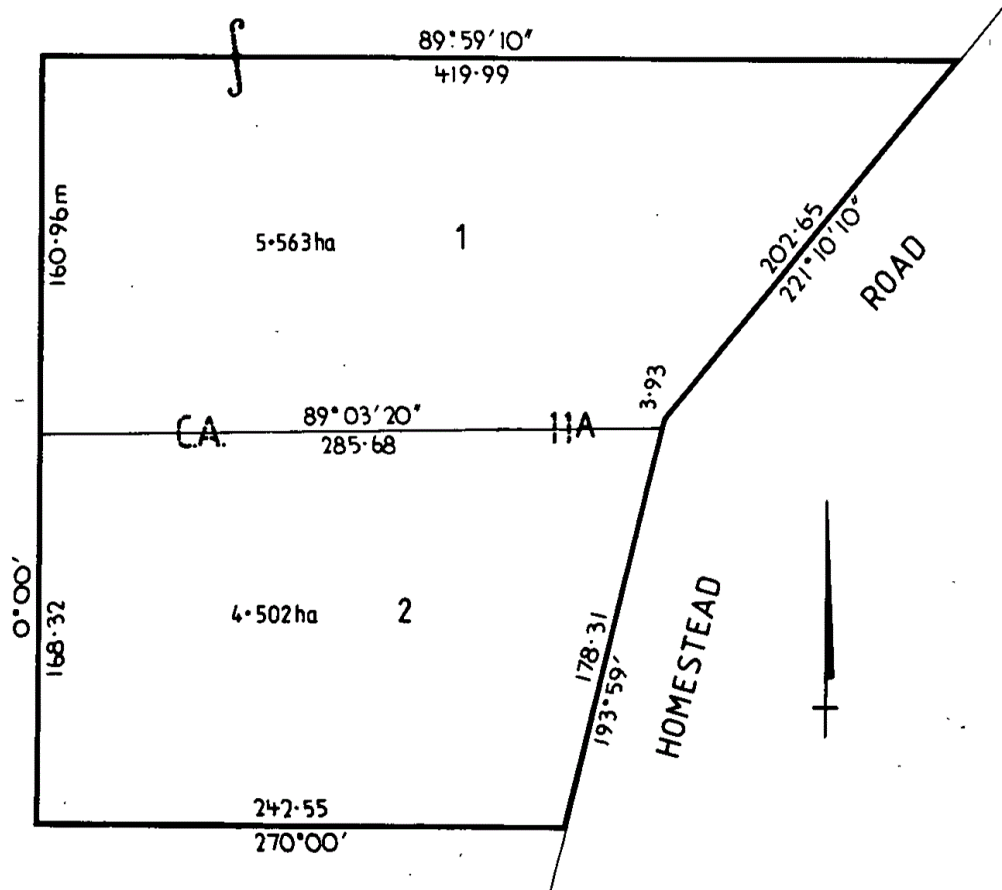 89°59'10"
419·99
160·96m
5·563ha
1
202·65
221°10'10"
ROAD
3·93
C.A.
89°03'20"
285·68
11A
0°00'
168·32
4·502ha
2
178·31
193°59'
HOMESTEAD
242·55
270°00'